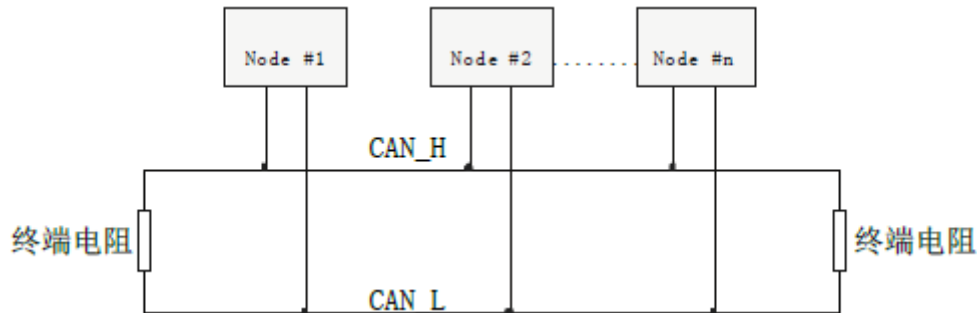 Node #1
Node #2
........
Node #n
CAN_H
终端电阻
终端电阻
CAN_L